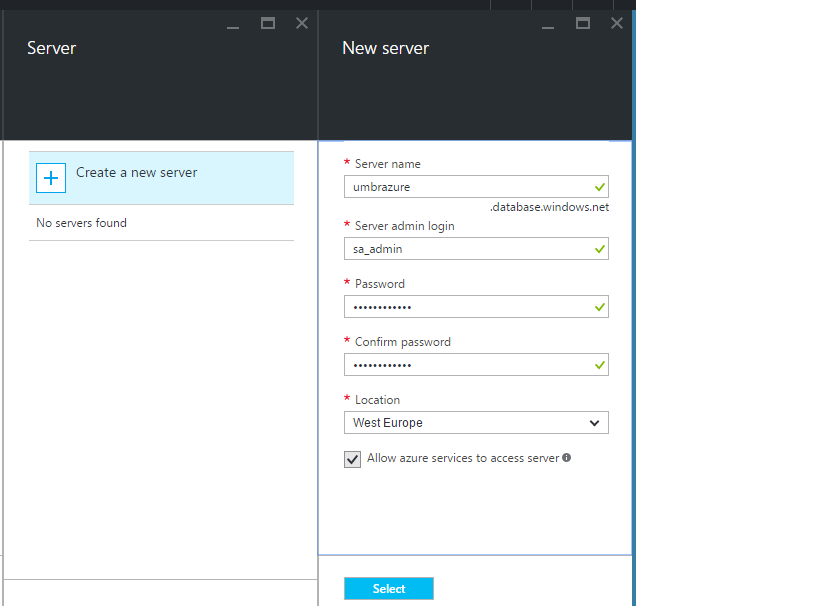 Server
Create a new server
No servers found
New server
* Server name
umbrazure
.database.windows.net
* Server admin login
sa_admin
* Password
••••••••••••
* Confirm password
••••••••••••
* Location
West Europe
Allow azure services to access server
Select